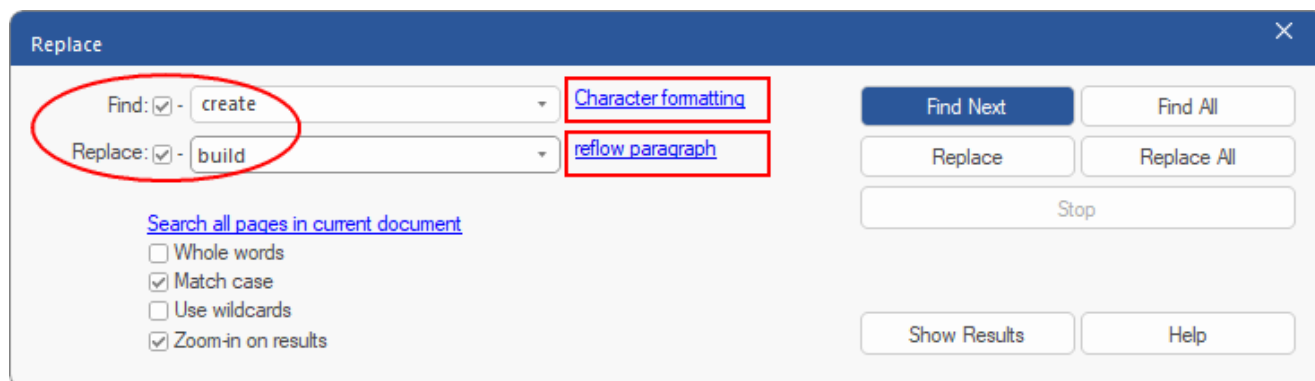 Replace
Find: - create Character formatting Find Next Find All
Replace: - build reflow paragraph Replace Replace All
Stop
Search all pages in current document
Whole words
Match case
Use wildcards
Zoom-in on results
Show Results Help